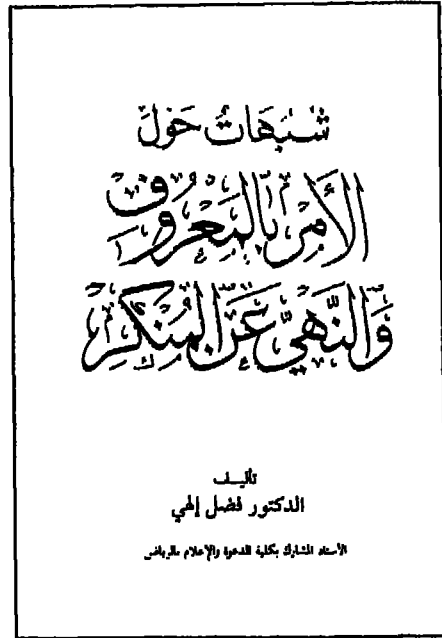 شبهات حول
الأمر بالمعروف
والنهي عن المنكر
تأليف
الدكتور فضل إلهي
الأستاذ المشارك بكلية الدعوة والإعلام بالرياض